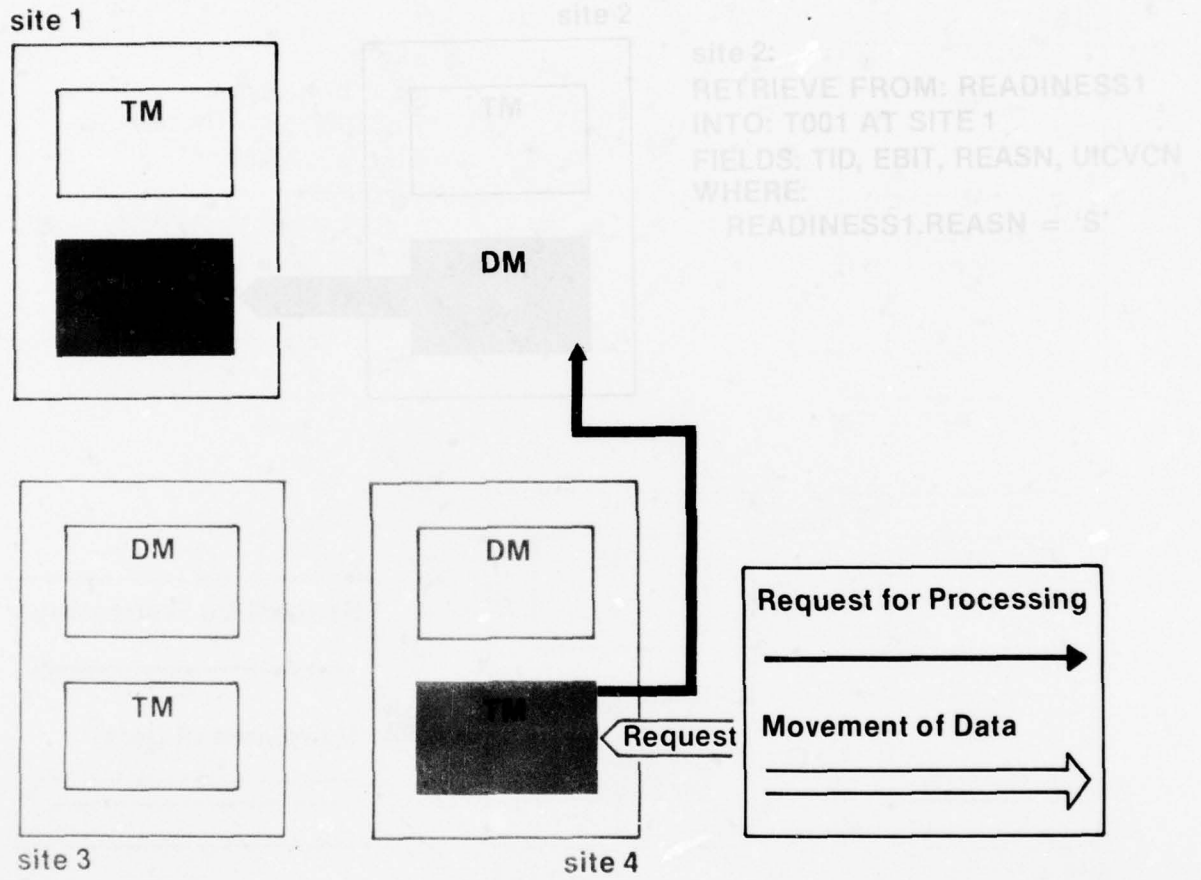 site 1
site 2
TM
TM
DM
site 2:
RETRIEVE FROM: READINESS1
INTO: T001 AT SITE 1
FIELDS: TID, EBIT, REASN, UICVCN
WHERE:
READINESS1.REASN = 'S'
DM
TM
site 3
DM
TM
Request
site 4
Request for Processing
Movement of Data